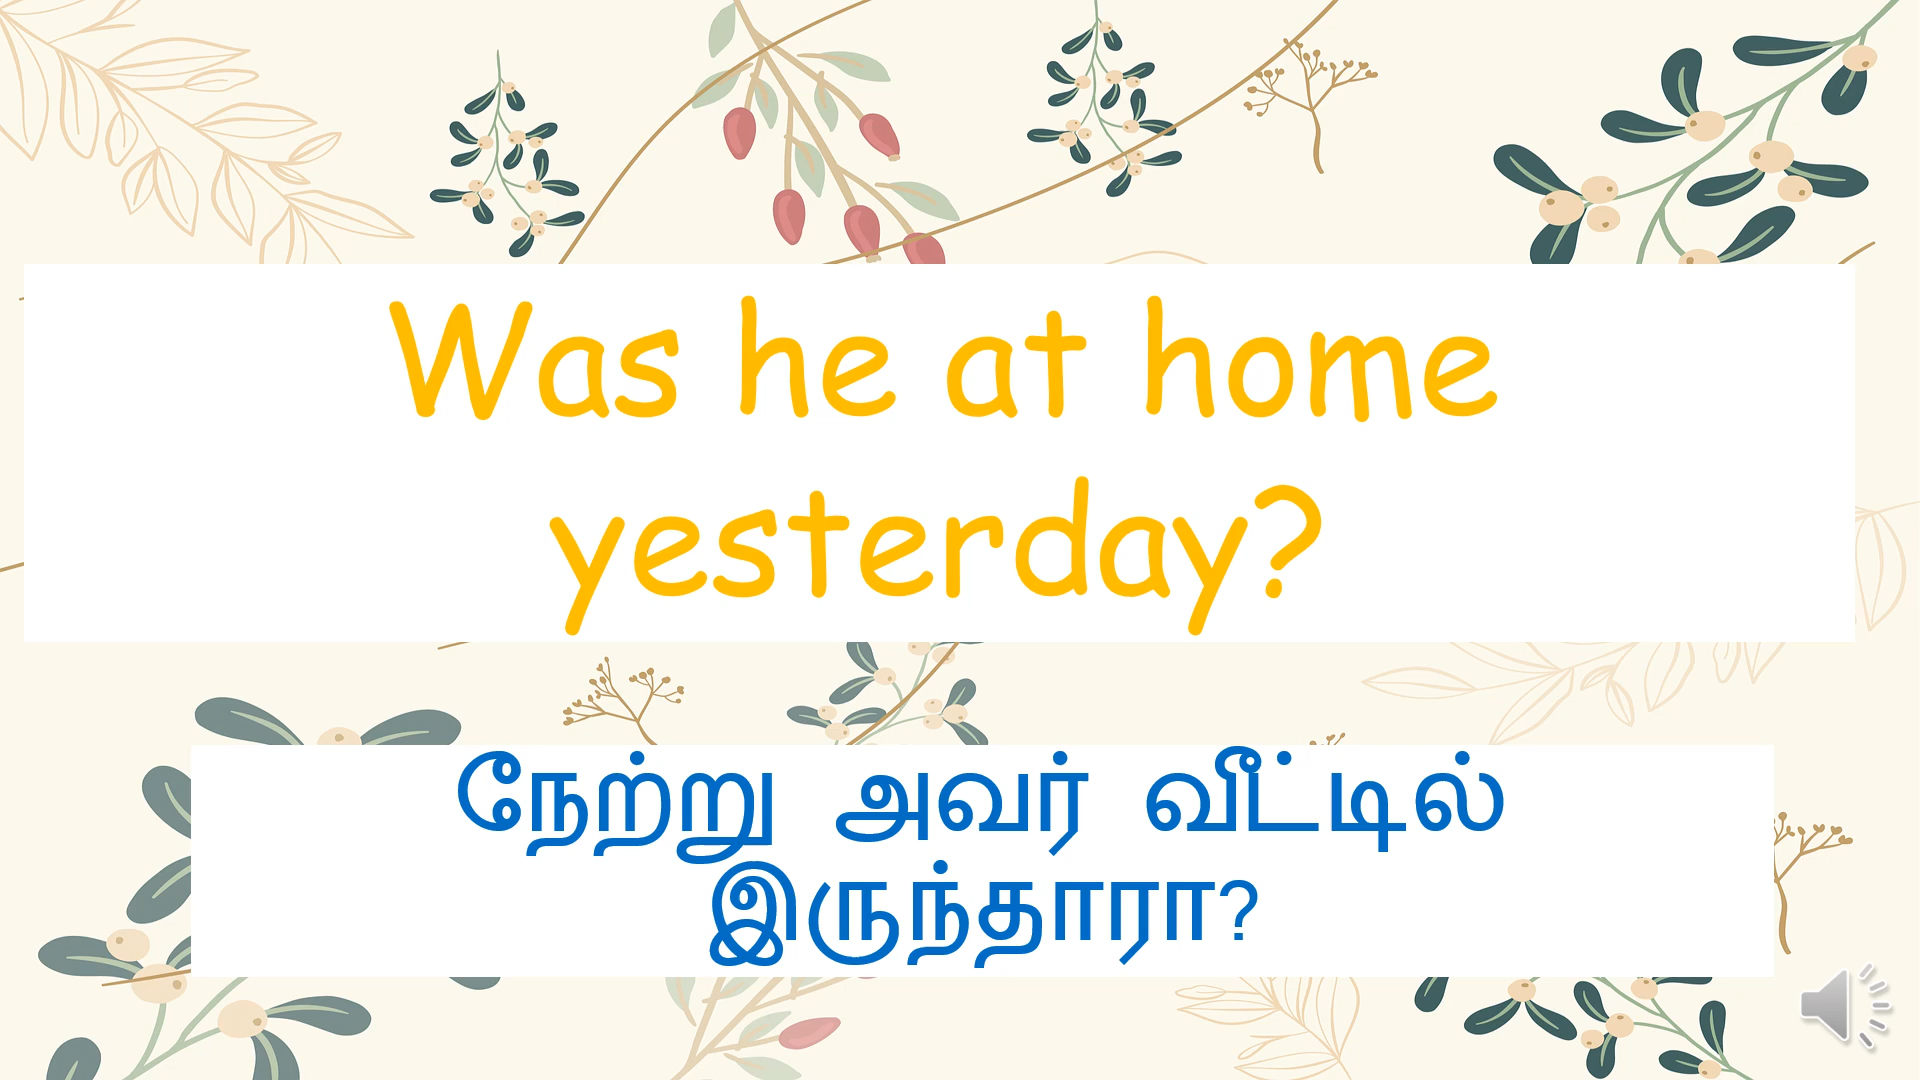 Was he at home
yesterday?
நேற்று அவர் வீட்டில்
இருந்தாரா?